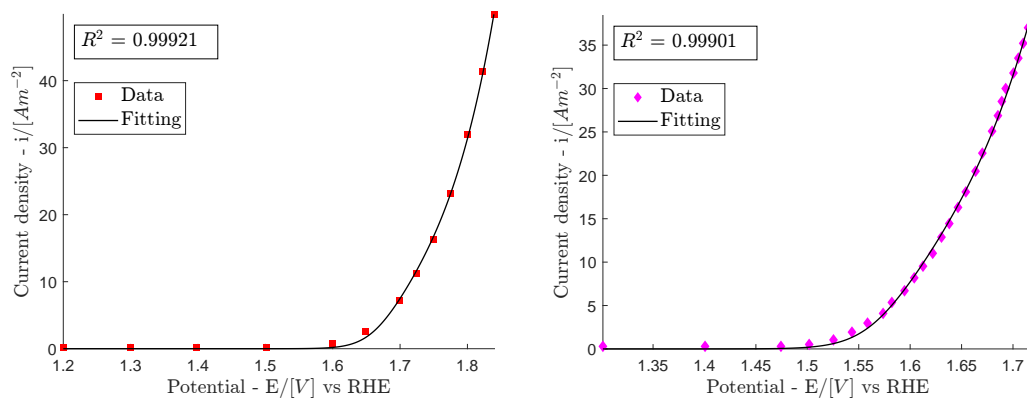 R² = 0.99921
Data
Fitting
Current density - i/[Am⁻²]
40
30
20
10
0
1.2
1.3
1.4
1.5
1.6
1.7
1.8
Potential - E/[V] vs RHE
R² = 0.99901
Data
Fitting
Current density - i/[Am⁻²]
35
30
25
20
15
10
5
0
1.35
1.4
1.45
1.5
1.55
1.6
1.65
1.7
Potential - E/[V] vs RHE